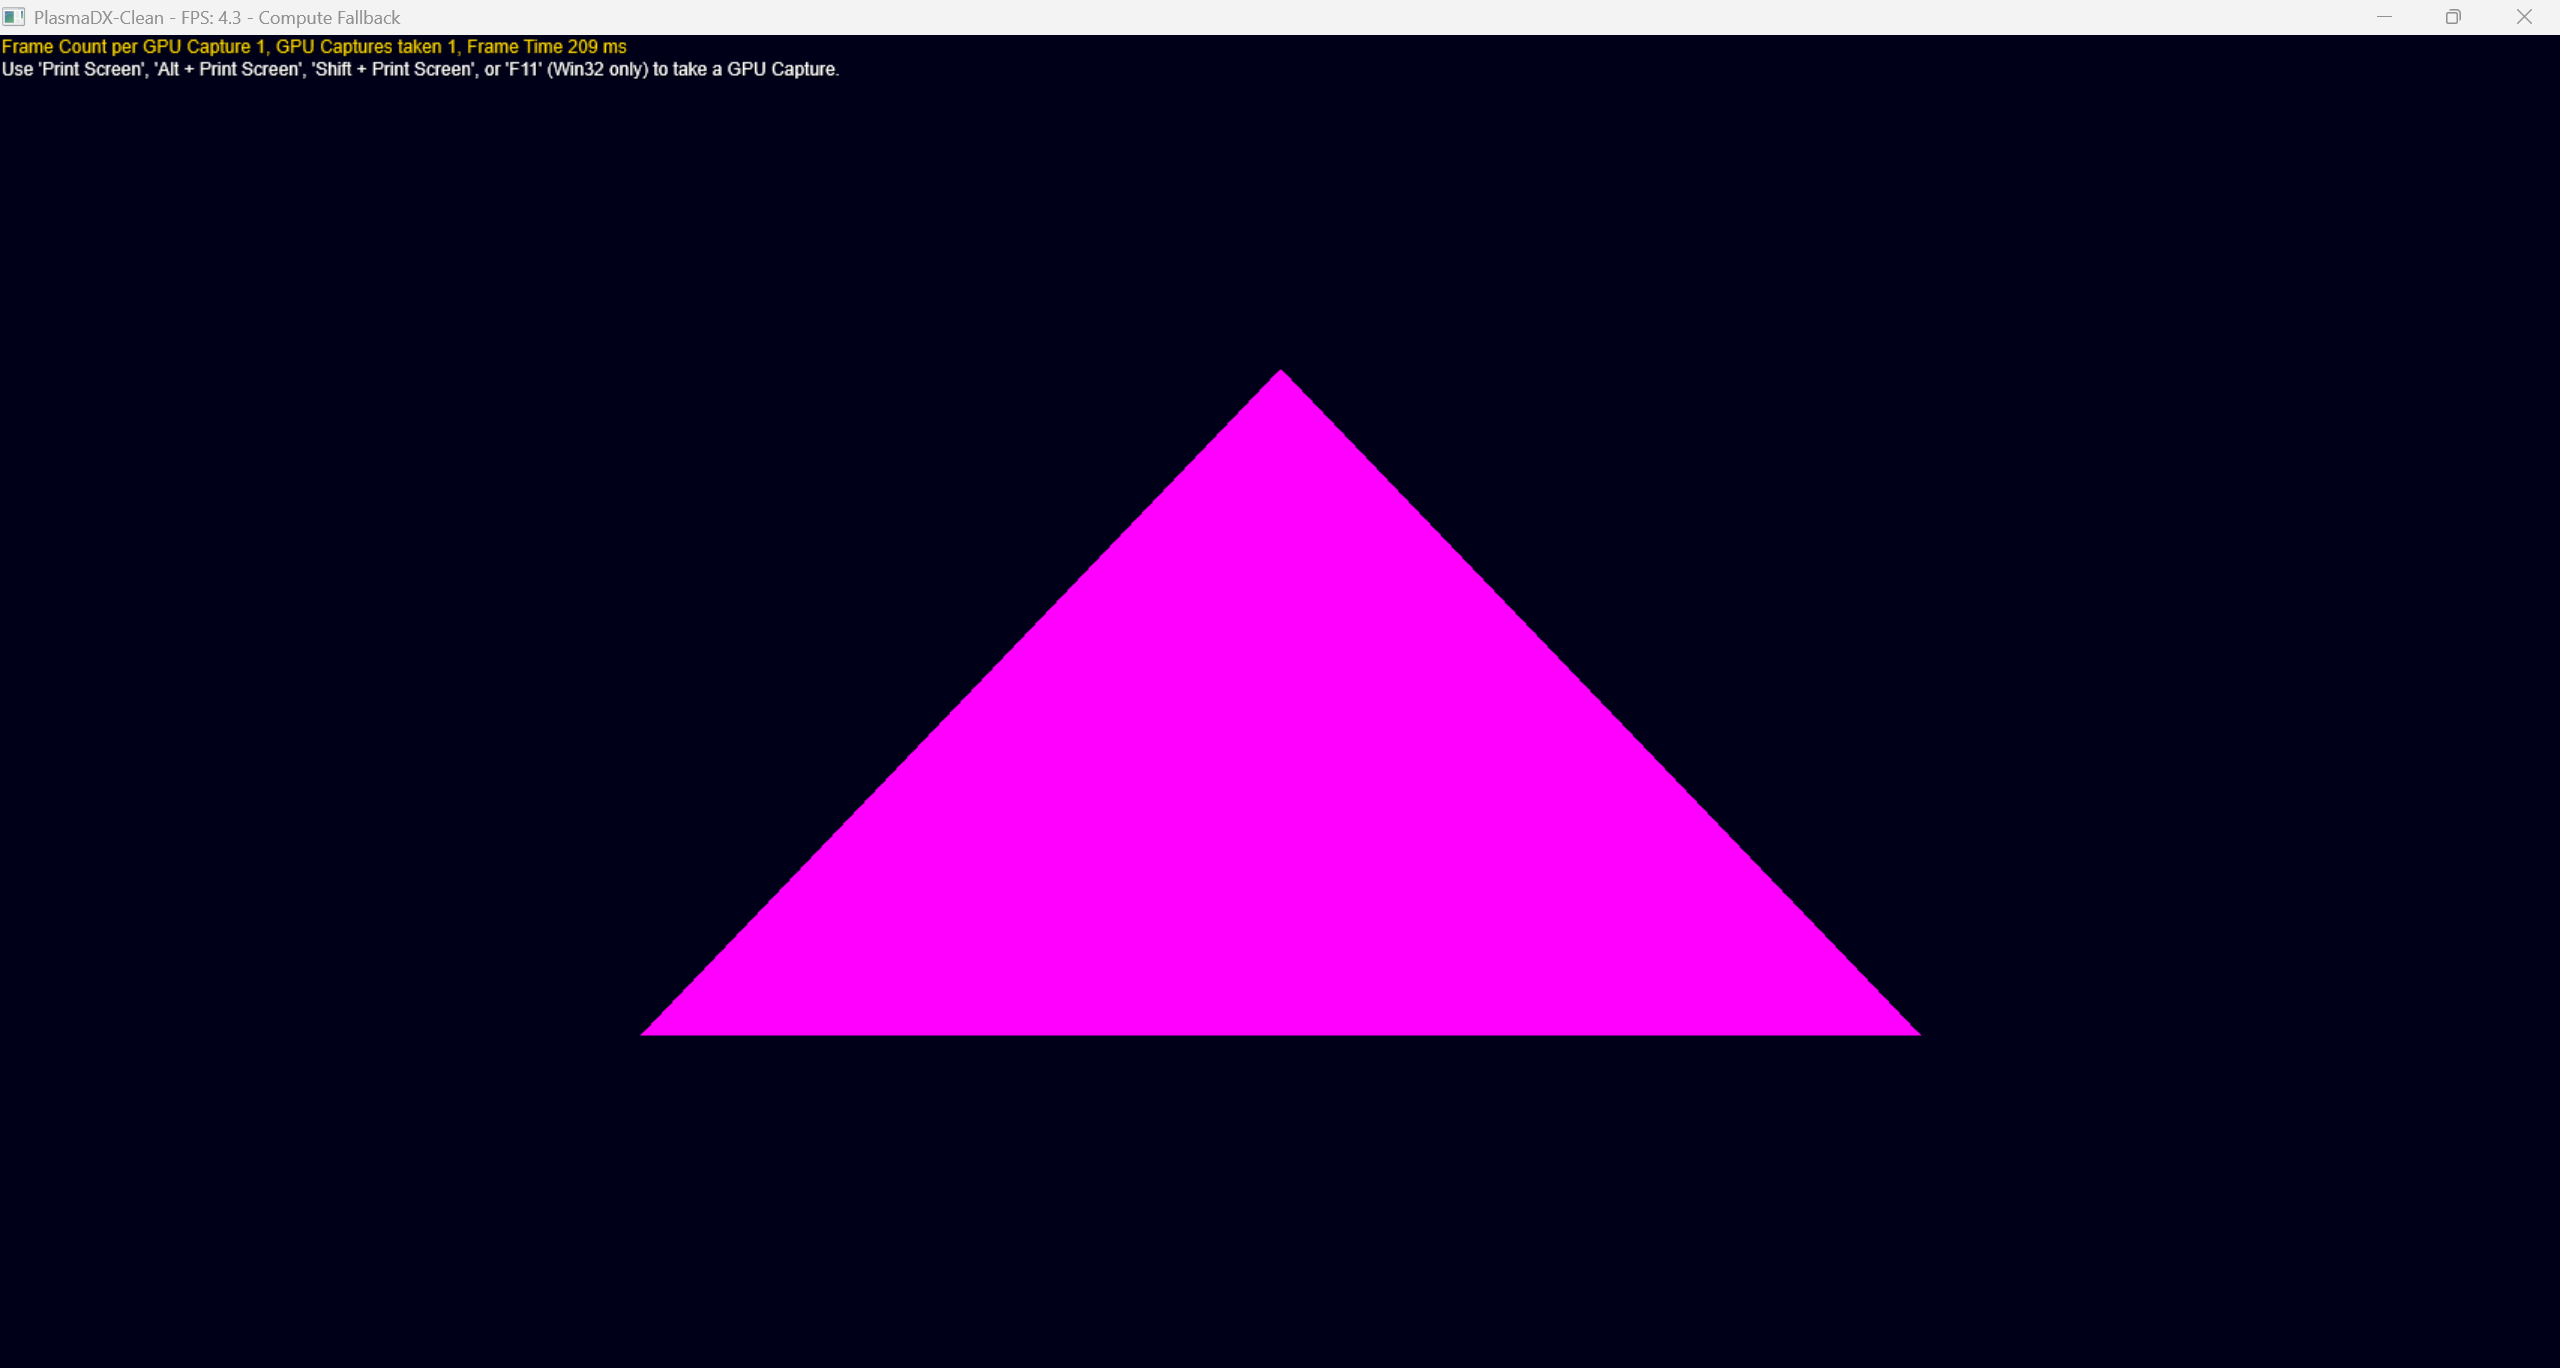 PlasmaDX-Clean - FPS: 4.3 - Compute Fallback
Frame Count per GPU Capture 1, GPU Captures taken 1, Frame Time 209 ms
Use 'Print Screen', 'Alt + Print Screen', 'Shift + Print Screen', or 'F11' (Win32 only) to take a GPU Capture.